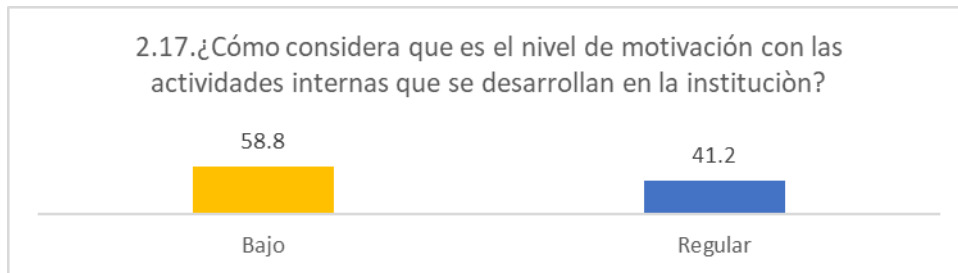 2.17.¿Cómo considera que es el nivel de motivación con las
actividades internas que se desarrollan en la instituciòn?
58.8
41.2
Bajo
Regular